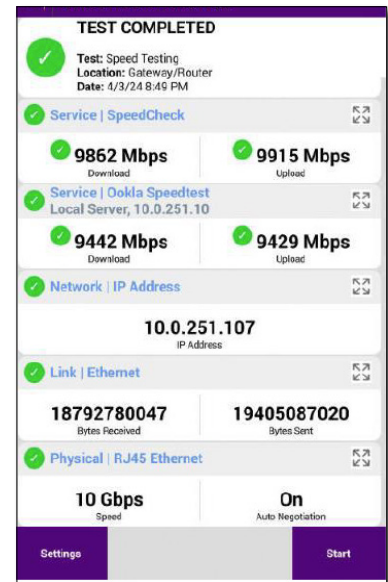 TEST COMPLETED
Test: Speed Testing
Location: Gateway/Router
Date: 4/3/24 8:49 PM
Service | SpeedCheck
9862 Mbps 9915 Mbps
Download Upload
Service | Ookla Speedtest
Local Server, 10.0.251.10
9442 Mbps 9429 Mbps
Download Upload
Network | IP Address
10.0.251.107
IP Address
Link | Ethernet
18792780047 19405087020
Bytes Received Bytes Sent
Physical | RJ45 Ethernet
10 Gbps On
Speed Auto Negotiation
Settings Start